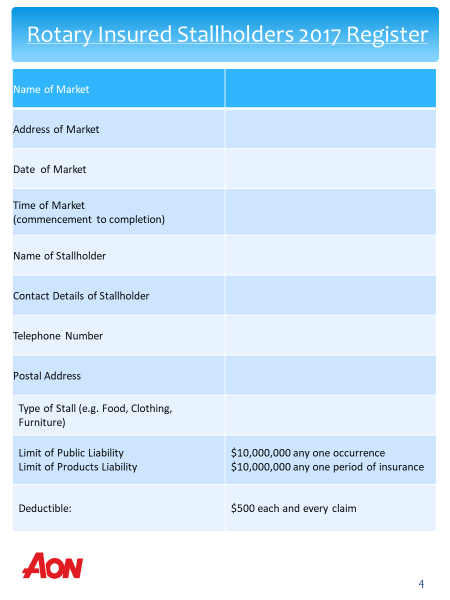 Rotary Insured Stallholders 2017 Register
Name of Market
Address of Market
Date of Market
Time of Market
(commencement to completion)
Name of Stallholder
Contact Details of Stallholder
Telephone Number
Postal Address
Type of Stall (e.g. Food, Clothing,
Furniture)
Limit of Public Liability
Limit of Products Liability
$10,000,000 any one occurrence
$10,000,000 any one period of insurance
Deductible:
$500 each and every claim
AON
4